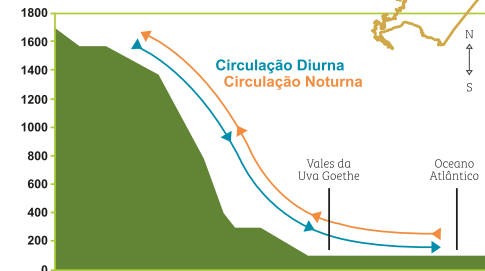 1800
1600
1400
1200
1000
800
600
400
200
0
N
S
Circulação Diurna
Circulação Noturna
Vales da
Uva Goethe
Oceano
Atlântico